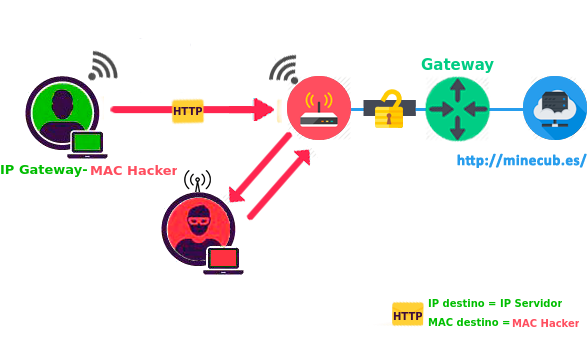 Gateway
HTTP
http://minecub.es/
IP Gateway- MAC Hacker
HTTP
IP destino = IP Servidor
MAC destino = MAC Hacker